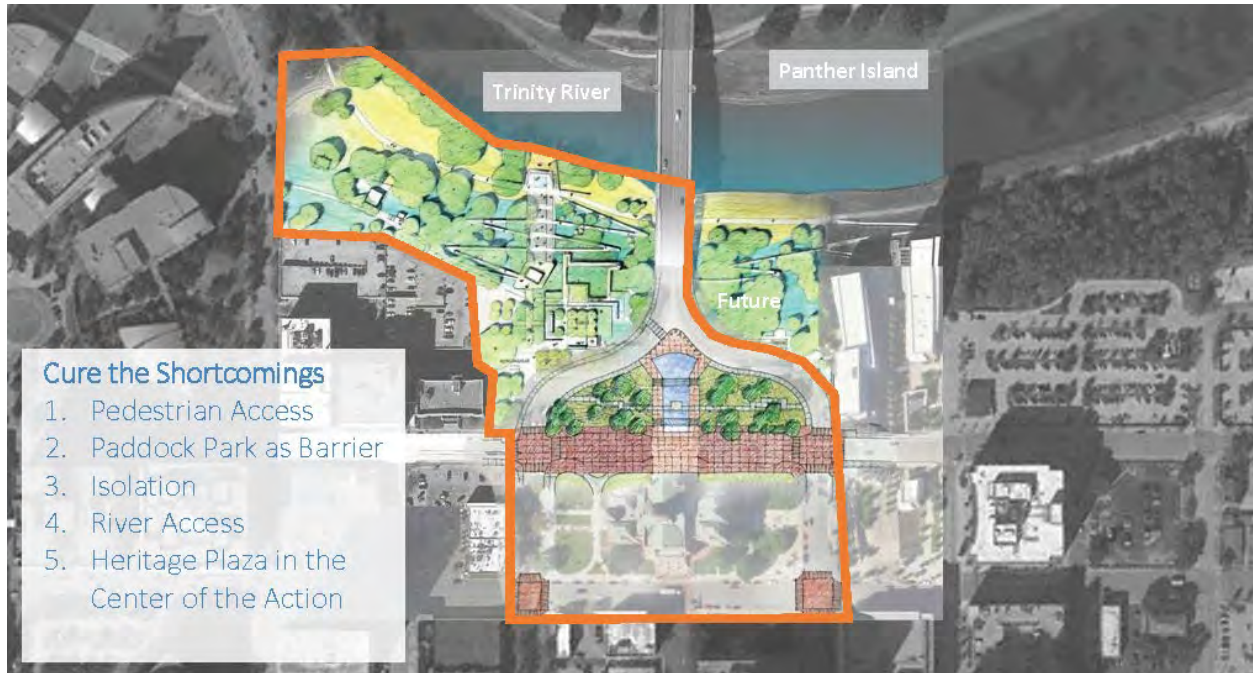 Trinity River
Panther Island
Future
Cure the Shortcomings
1. Pedestrian Access
2. Paddock Park as Barrier
3. Isolation
4. River Access
5. Heritage Plaza in the
Center of the Action